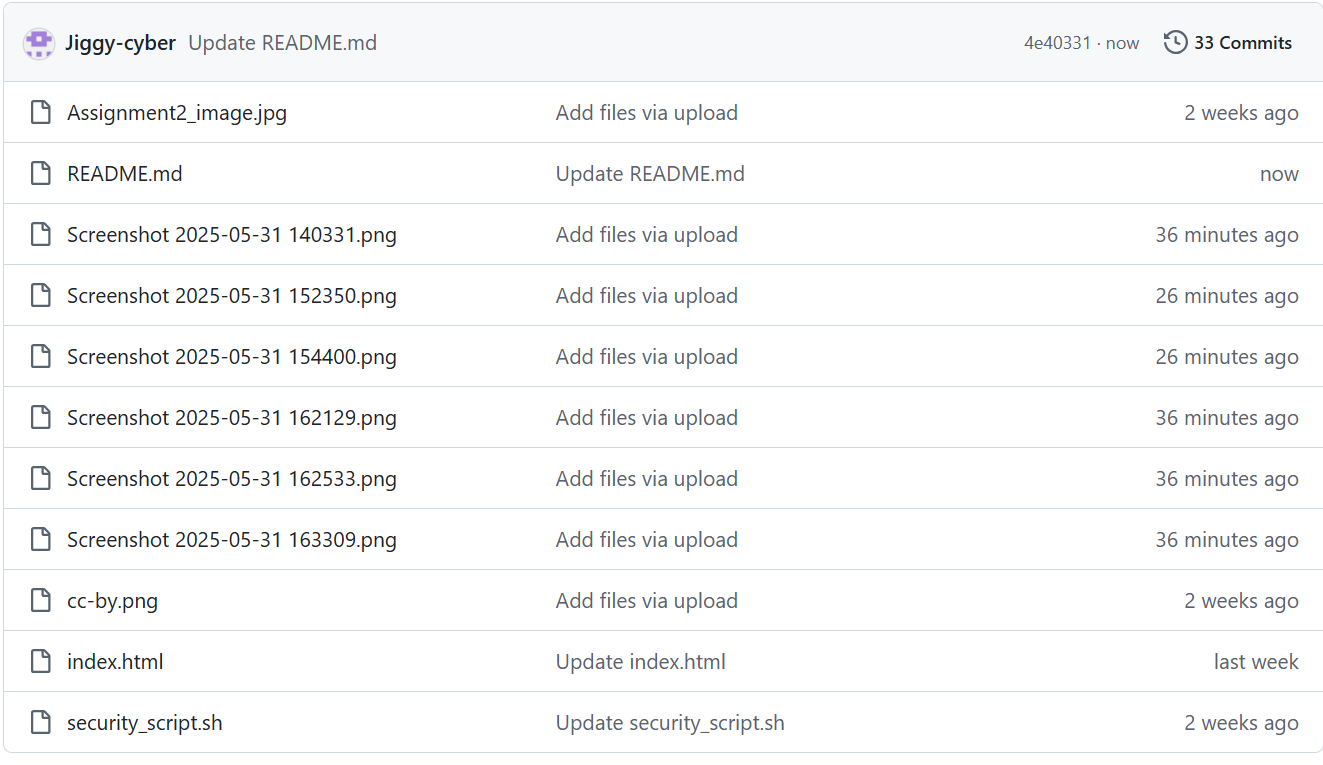 Jiggy-cyber Update README.md 4e40331 · now 33 Commits
Assignment2_image.jpg Add files via upload 2 weeks ago
README.md Update README.md now
Screenshot 2025-05-31 140331.png Add files via upload 36 minutes ago
Screenshot 2025-05-31 152350.png Add files via upload 26 minutes ago
Screenshot 2025-05-31 154400.png Add files via upload 26 minutes ago
Screenshot 2025-05-31 162129.png Add files via upload 36 minutes ago
Screenshot 2025-05-31 162533.png Add files via upload 36 minutes ago
Screenshot 2025-05-31 163309.png Add files via upload 36 minutes ago
cc-by.png Add files via upload 2 weeks ago
index.html Update index.html last week
security_script.sh Update security_script.sh 2 weeks ago